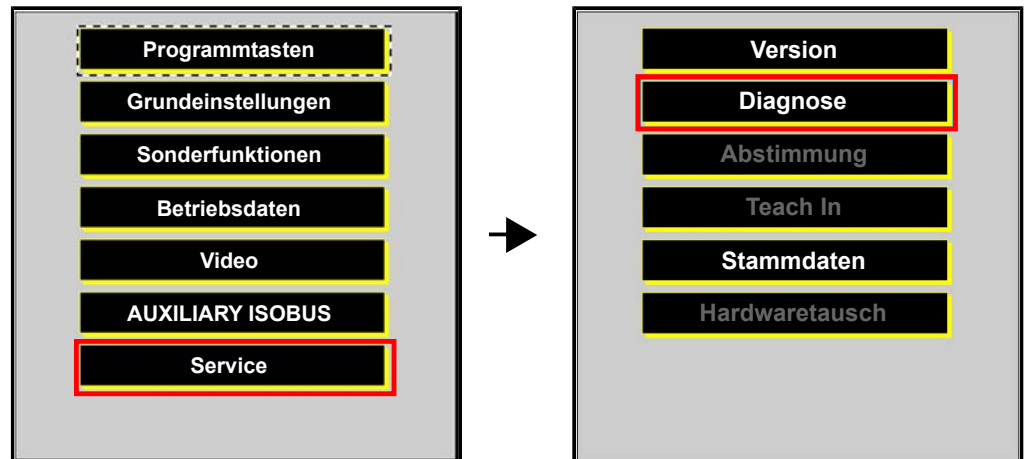 Programmtasten
Grundeinstellungen
Sonderfunktionen
Betriebsdaten
Video
AUXILIARY ISOBUS
Service
Version
Diagnose
Abstimmung
Teach In
Stammdaten
Hardwaretausch